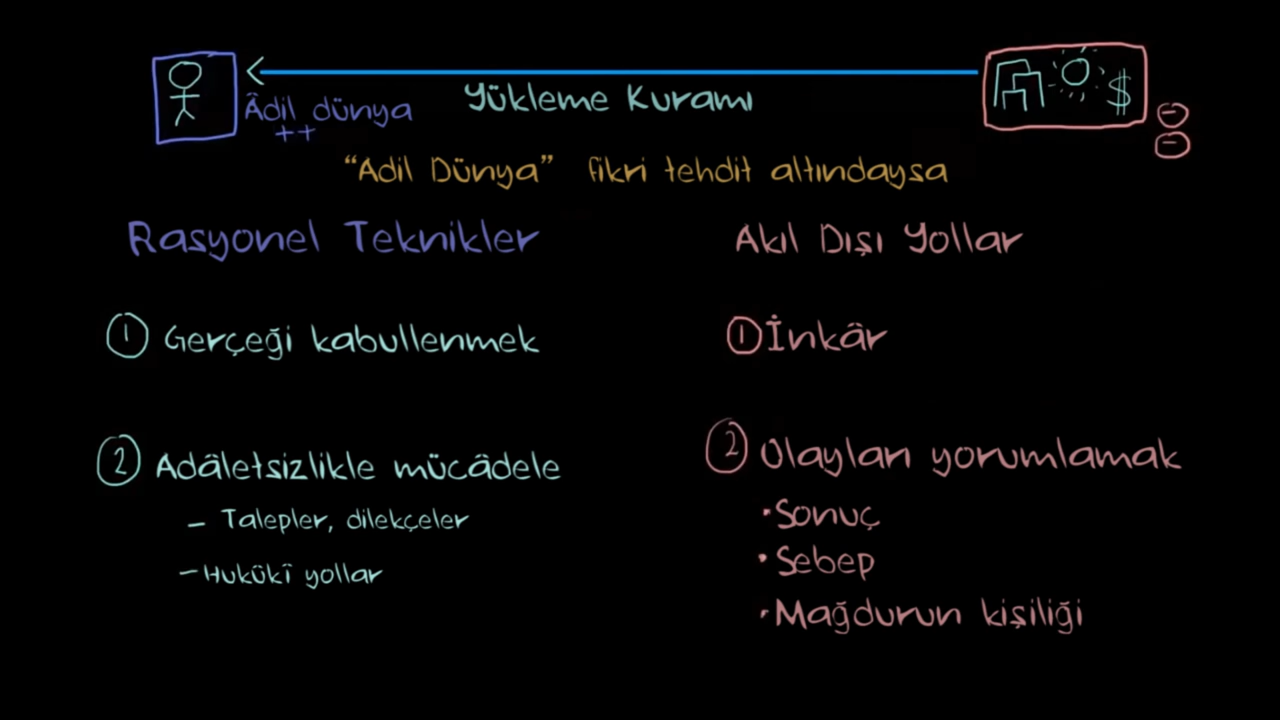 Yükleme Kuramı
Âdil dünya
++
$
"Adil Dünya" fikri tehdit altındaysa
Rasyonel Teknikler
Akıl Dışı Yollar
1 Gerçeği kabullenmek
1 İnkâr
2 Adâletsizlikle mücâdele
- Talepler, dilekçeler
- Hukûkî yollar
2 Olayları yorumlamak
• Sonuç
• Sebep
• Mağdurun kişiliği